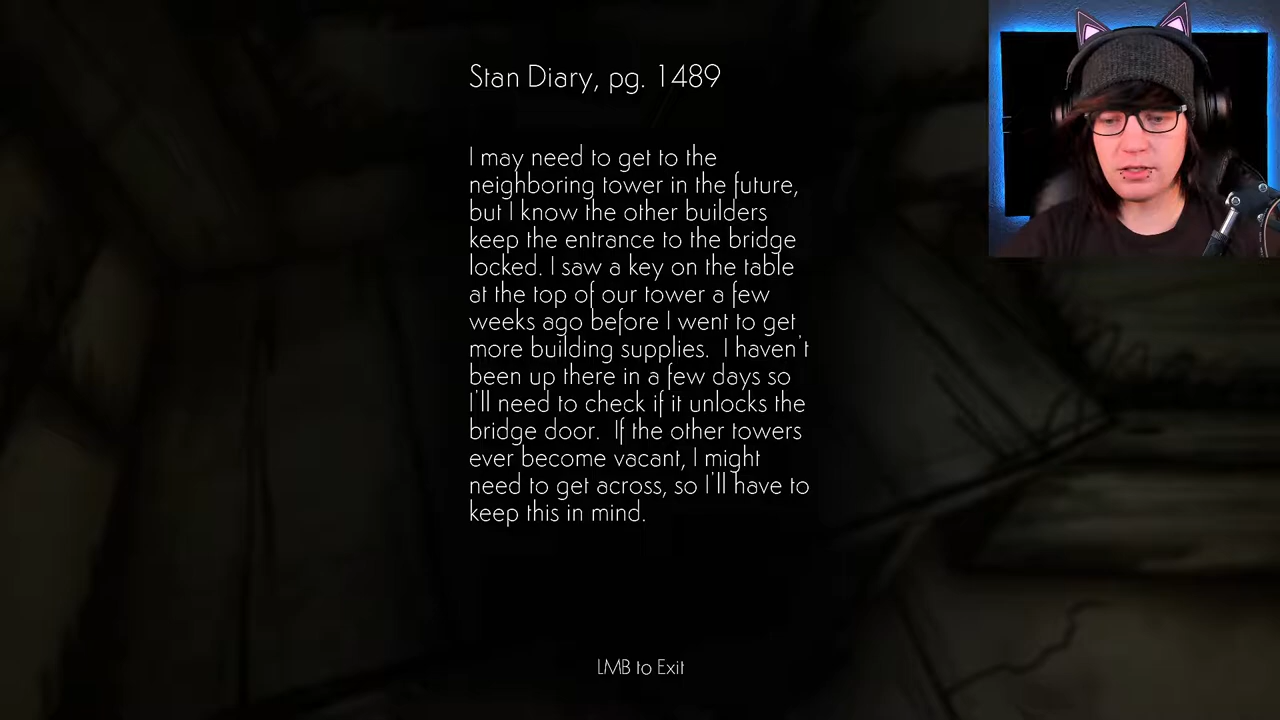 Stan Diary, pg. 1489
I may need to get to the
neighboring tower in the future,
but I know the other builders
keep the entrance to the bridge
locked. I saw a key on the table
at the top of our tower a few
weeks ago before I went to get
more building supplies.  I haven't
been up there in a few days so
I'll need to check if it unlocks the
bridge door.  If the other towers
ever become vacant, I might
need to get across, so I'll have to
keep this in mind.
LMB to Exit